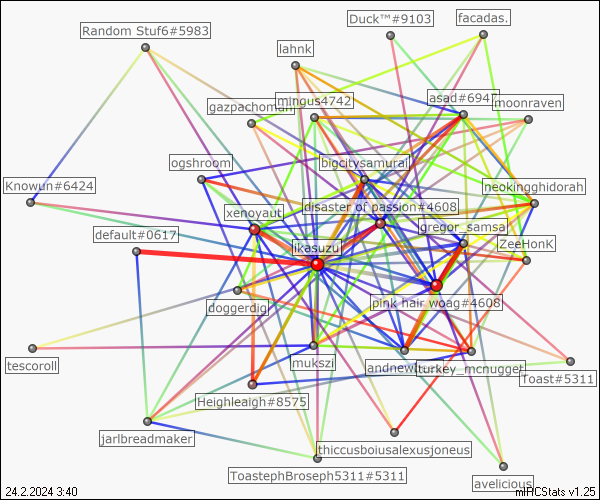 Duck™#9103
facadas.
Random Stuf6#5983
lahnk
gazpachoman
mingus4742
asad#6947
moonraven
ogshroom
bigcitysamurai
Knowun#6424
neokingghidorah
xenoyaut
disaster of passion#4608
default#0617
likasuzu
gregor_samsa
ZeeHonK
doggerdig
pink hair woag#4608
tescoroll
mukszi
turkey_mcnugget
Toast#5311
Heighleaigh#8575
jarlbreadmaker
thiccusboiusalexusjoneus
ToastephBroseph5311#5311
avelicious
24.2.2024 3:40
mIRCStats v1.25